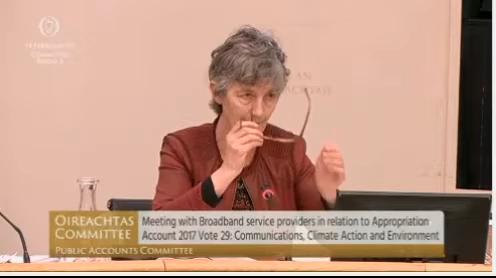 OIREACHTAS
COMMITTEE
PUBLIC ACCOUNTS COMMITTEE
Meeting with Broadband service providers in relation to Appropriation
Account 2017 Vote 29: Communications, Climate Action and Environment